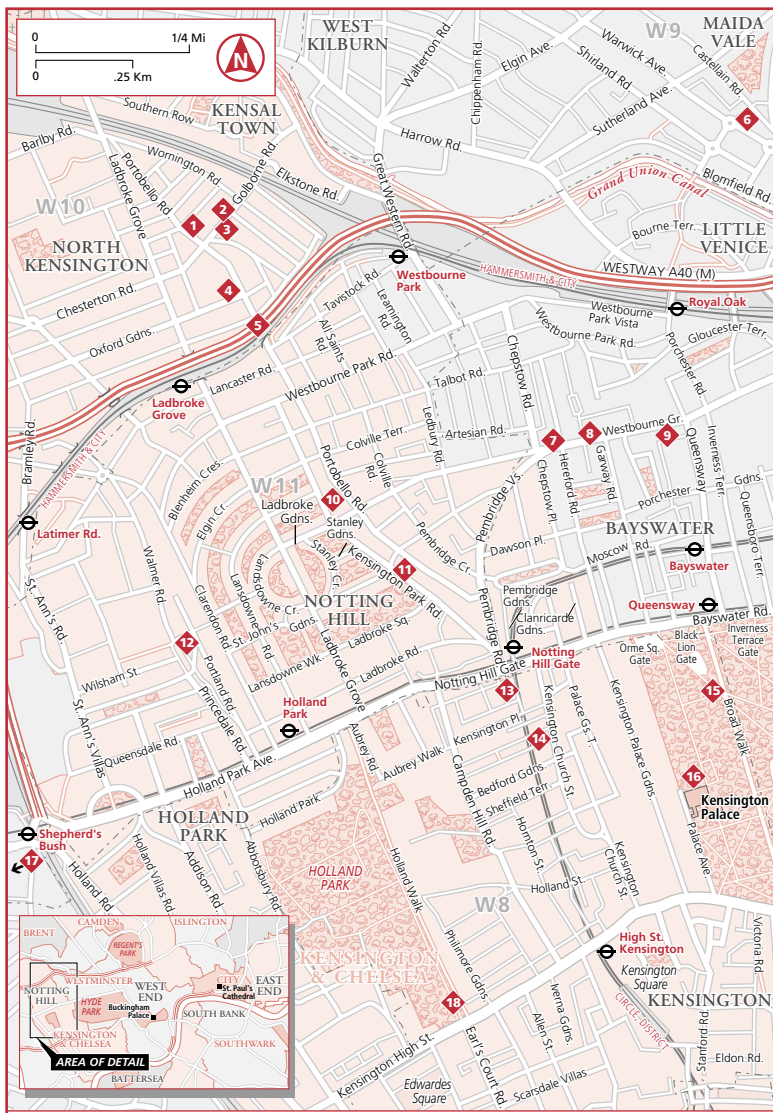 0 1/4 Mi
0 .25 Km
N
WEST
KILBURN
W9
MAIDA
VALE
Walterton Rd.
Chippenham Rd.
Elgin Ave.
Warwick Ave.
Shirland Rd.
Castellain Rd.
Sutherland Ave.
6
Southern Row
KENSAL
TOWN
Barlby Rd.
Harrow Rd.
Wornington Rd.
Elkstone Rd.
Golborne Rd.
Portobello Rd.
Ladbroke Grove
Great Western Rd.
Grand Union Canal
Blomfield Rd.
W10
2
1
3
Bourne Terr.
LITTLE
VENICE
NORTH
KENSINGTON
Westbourne
Park
HAMMERSMITH & CITY
WESTWAY A40 (M)
4
Chesterton Rd.
Tavistock Rd.
Leamington
Rd.
Westbourne
Park Vista
Royal Oak
5
Oxford Gdns.
All Saints
Rd.
Westbourne Park Rd.
Gloucester Terr.
Porchester Rd.
Lancaster Rd.
Westbourne Park Rd.
Chepstow Rd.
Talbot Rd.
Ladbroke
Grove
Bramley Rd.
HAMMERSMITH & CITY
Colville Terr.
Colville
Rd.
Ledbury Rd.
Artesian Rd.
7
8
Westbourne Gr.
9
Chepstow Pl.
Hereford Rd.
Garway Rd.
Queensway
Inverness Terr.
Blenheim Cres.
Elgin Cr.
W11
Portobello Rd.
10
Ladbroke
Gdns.
Stanley
Gdns.
Pembridge Vs.
Porchester Gdns.
Queensboro Terr.
Latimer Rd.
BAYSWATER
Walmer Rd.
Stanley Cr.
Kensington Park Rd.
Pembridge Cr.
Dawson Pl.
Moscow Rd.
Bayswater
11
Landsdowne Cr.
Lansdowne
Rd.
Clarendon Rd.
St. Ann's Rd.
NOTTING
HILL
Pembridge
Gdns.
Clanricarde
Gdns.
Queensway
Bayswater Rd.
St. John's Gdns.
Ladbroke Sq.
Pembridge Rd.
12
Lansdowne Wk.
Ladbroke Grove
Ladbroke Rd.
Notting
Hill Gate
Orme Sq.
Gate
Black
Lion
Gate
Inverness
Terrace
Gate
Wilsham St.
Portland Rd.
Princedale Rd.
Notting Hill Gate
13
15
Holland
Park
St. Ann's Villas
Queensdale Rd.
Holland Park Ave.
Aubrey Rd.
Aubrey Walk
Kensington Pl.
14
Kensington Church St.
Palace Gs. T.
Kensington Palace Gdns.
Broad Walk
Campden Hill Rd.
Bedford Gdns.
Sheffield Terr.
16
Kensington
Palace
Holland Park
HOLLAND
PARK
Shepherd's
Bush
17
Holland Rd.
Holland Villas Rd.
Addison Rd.
Abbotsbury Rd.
HOLLAND
PARK
Holland Walk
Hornton St.
Holland St.
Kensington
Church St.
Palace Ave.
W8
KENSINGTON
& CHELSEA
Philmore Gdns.
High St.
Kensington
Kensington
Square
Victoria Rd.
KENSINGTON
18
Iverna Gdns.
Allen St.
CIRCLE-DISTRICT
Stanford Rd.
Eldon Rd.
Kensington High St.
Earl's Court Rd.
Edwardes
Square
Scarsdale Villas
CAMDEN
ISLINGTON
BRENT
REGENT'S
PARK
WESTMINSTER
NOTTING
HILL
WEST
END
CITY
EAST
END
St. Paul's
Cathedral
HYDE
PARK
Buckingham
Palace
SOUTH BANK
KENSINGTON
& CHELSEA
SOUTHWARK
BATTERSEA
AREA OF DETAIL